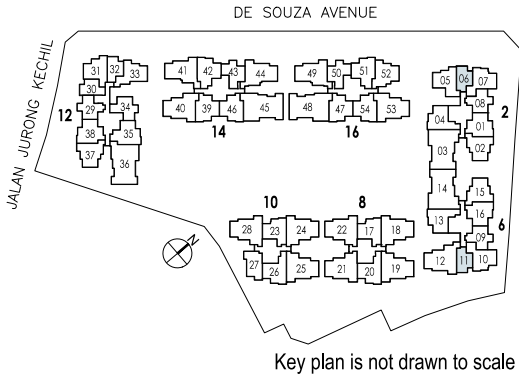 DE SOUZA AVENUE
JALAN JURONG KECHIL
31 32 33 41 42 43 44 49 50 51 52 05 06 07
30 08
29 34 40 39 46 45 48 47 54 53 04 01
12 2
38 35 14 16 02
37 36 03
14 15
10 8 13 16 6
28 23 24 22 17 18 09
N
27 26 25 21 20 19 12 11 10
Key plan is not drawn to scale